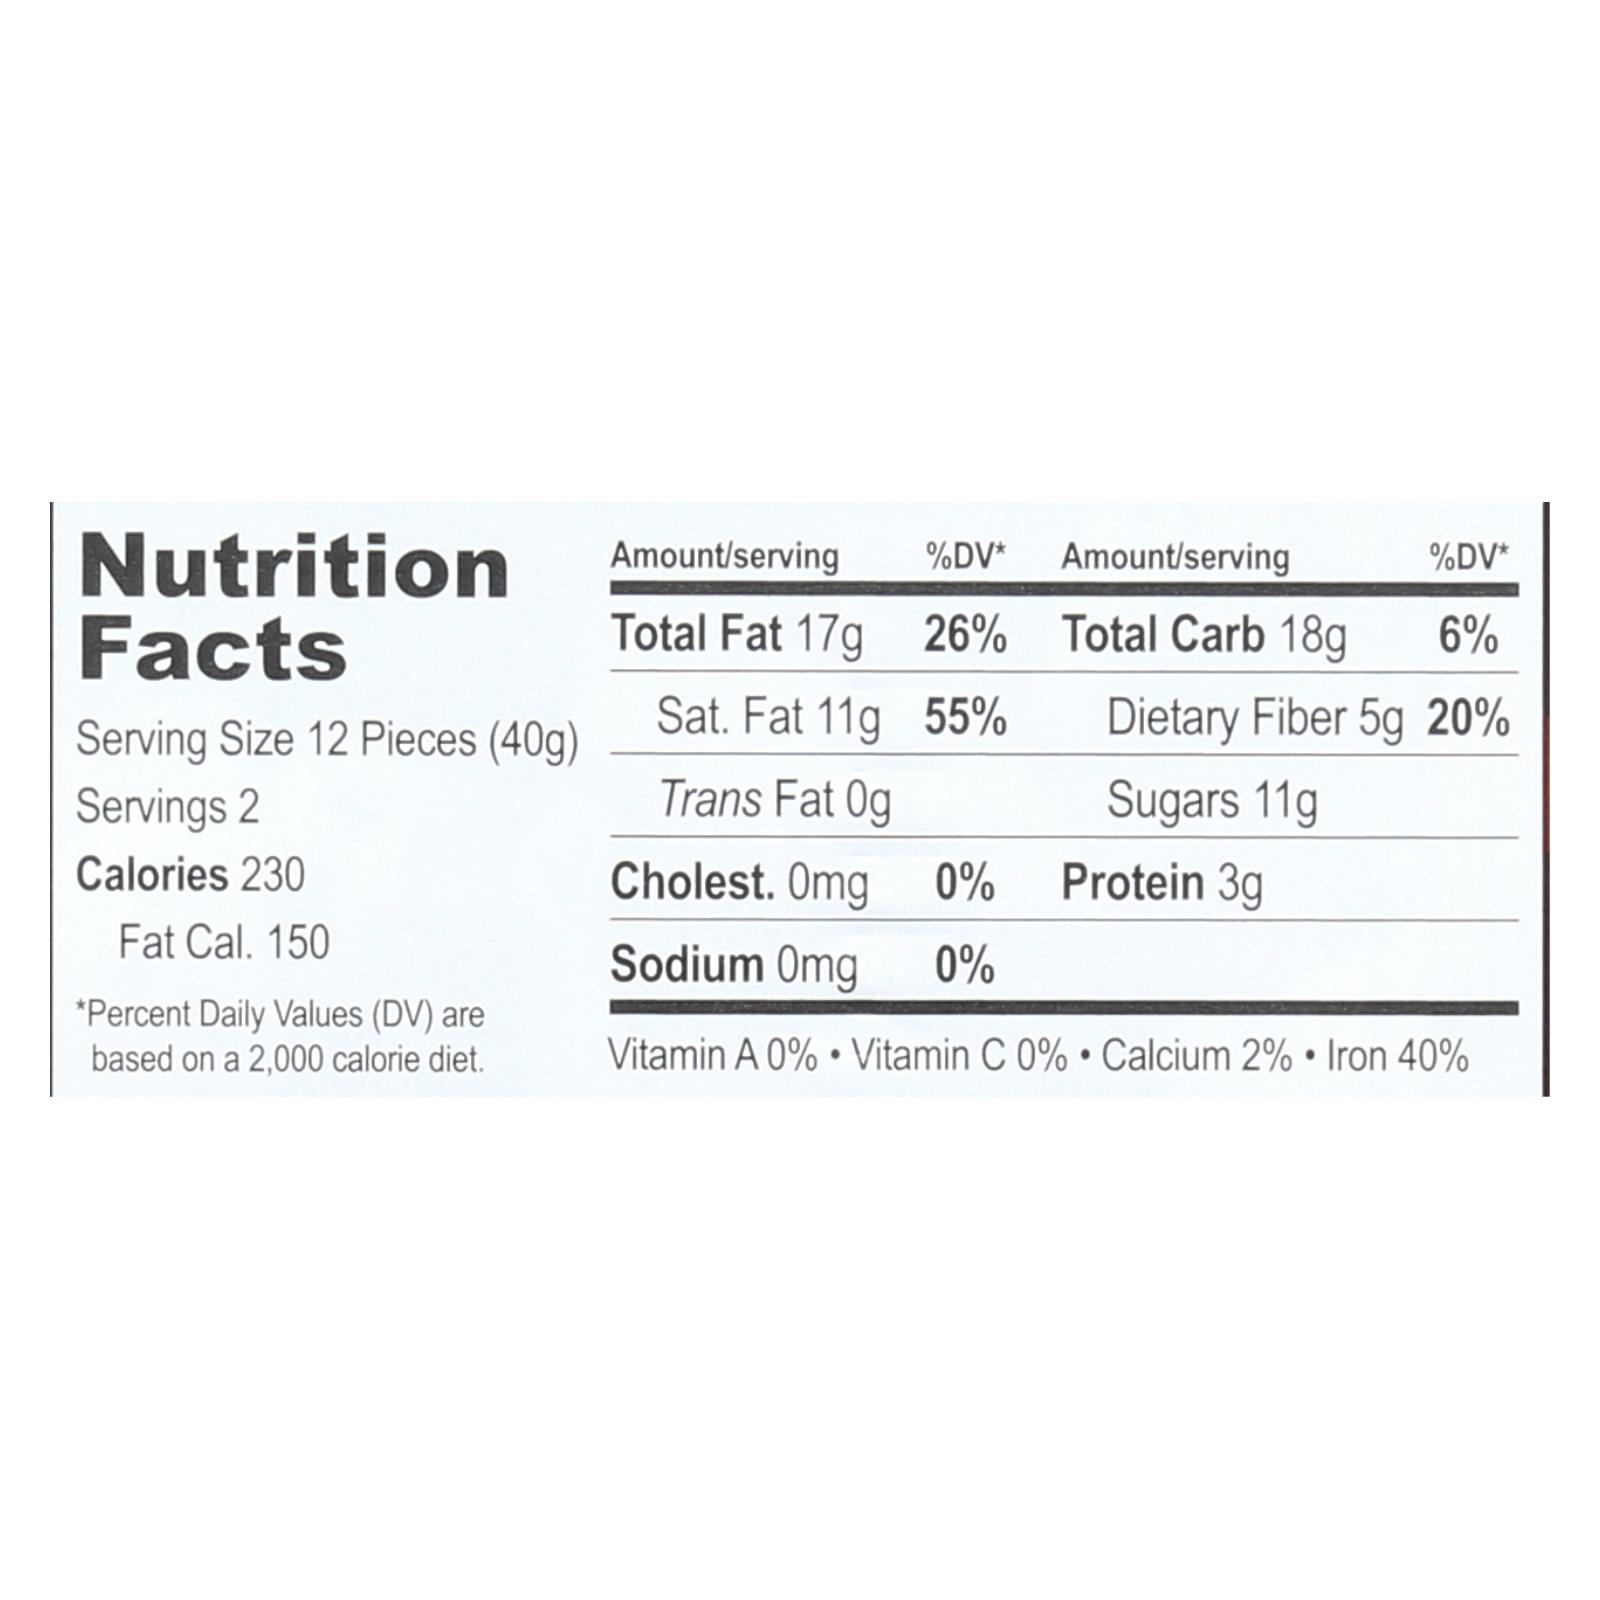 Nutrition
Facts
Serving Size 12 Pieces (40g)
Servings 2
Calories 230
Fat Cal. 150
*Percent Daily Values (DV) are
based on a 2,000 calorie diet.
Amount/serving %DV* Amount/serving %DV*
Total Fat 17g 26% Total Carb 18g 6%
Sat. Fat 11g 55% Dietary Fiber 5g 20%
Trans Fat 0g Sugars 11g
Cholest. 0mg 0% Protein 3g
Sodium 0mg 0%
Vitamin A 0% • Vitamin C 0% • Calcium 2% • Iron 40%